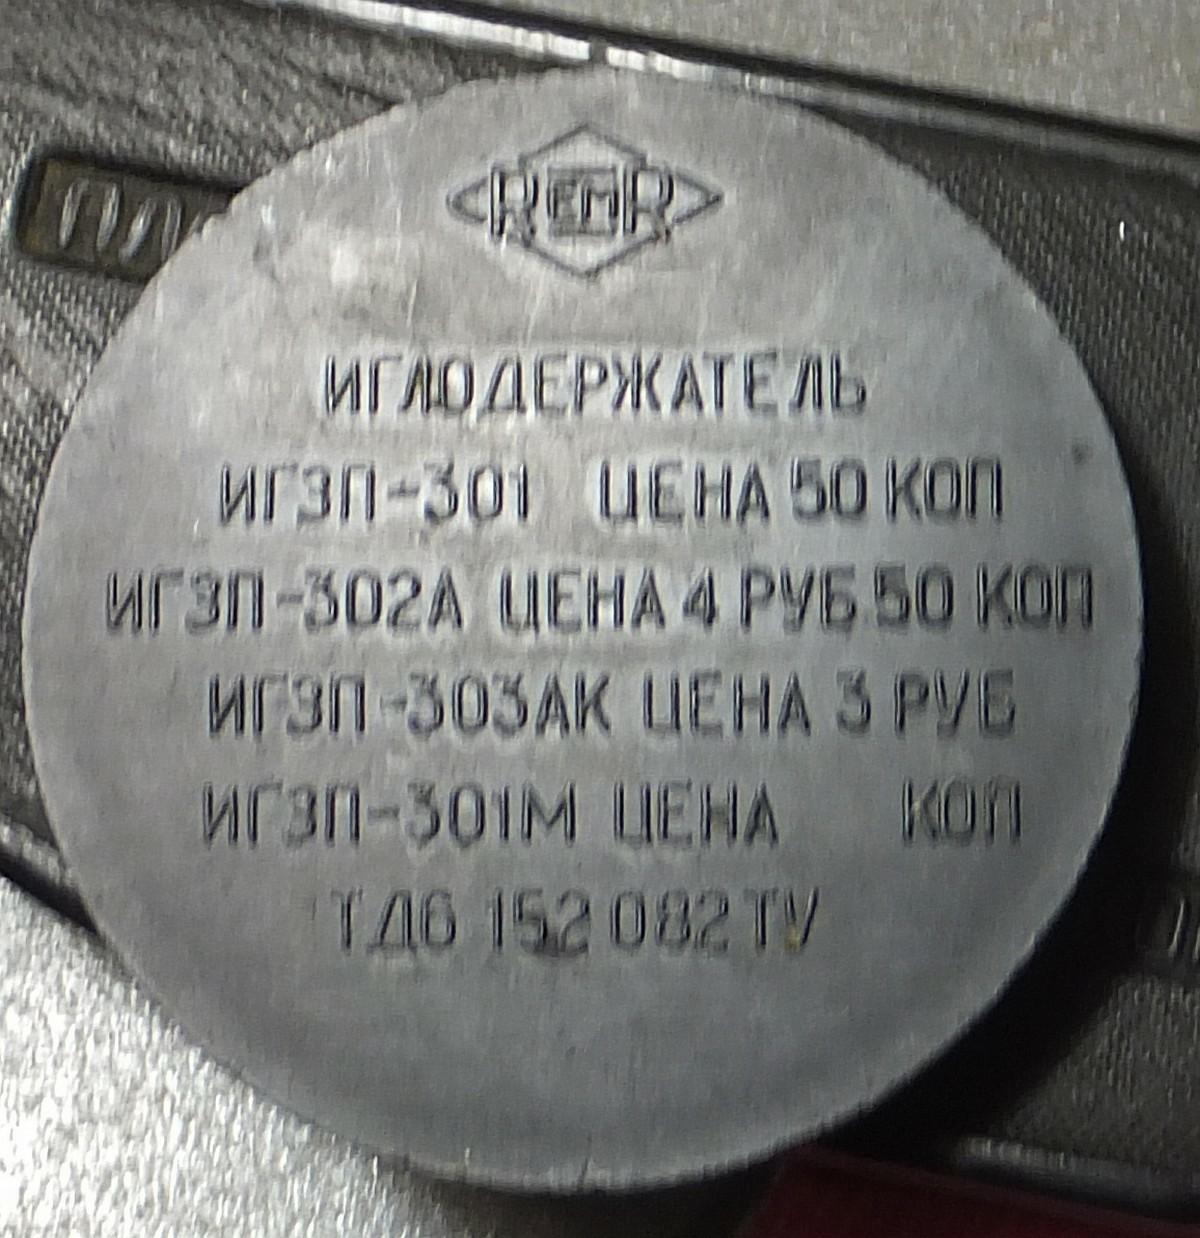 REMR
ИГЛОДЕРЖАТЕЛЬ
ИГЗП-301 ЦЕНА 50 КОП
ИГЗП-302А ЦЕНА 4 РУБ 50 КОП
ИГЗП-303АК ЦЕНА 3 РУБ
ИГЗП-301М ЦЕНА КОП
ТД6 152 082 ТУ